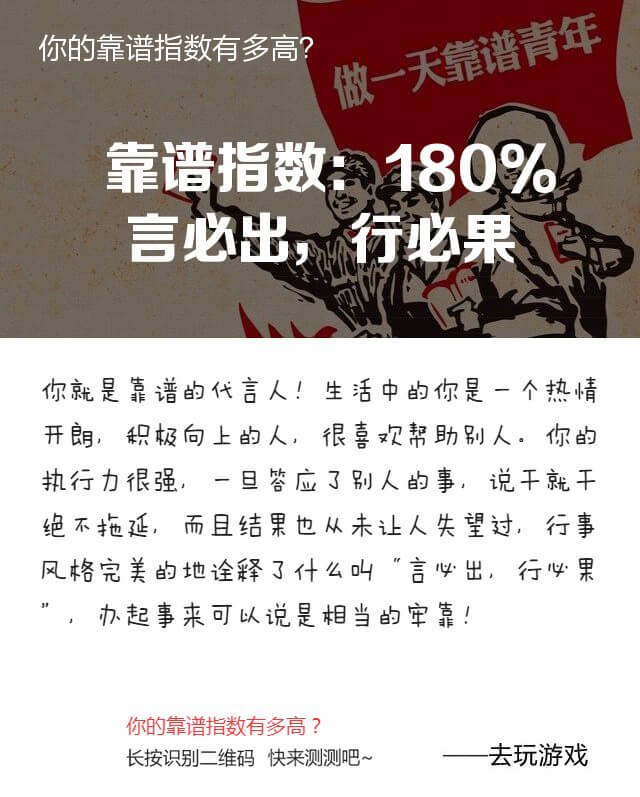 你的靠谱指数有多高?
做一天靠谱青年
靠谱指数：180%
言必出，行必果
你就是靠谱的代言人！生活中的你是一个热情
开朗，积极向上的人，很喜欢帮助别人。你的
执行力很强，一旦答应了别人的事，说干就干
绝不拖延，而且结果也从未让人失望过，行事
风格完美的地诠释了什么叫“言必出，行必果
”，办起事来可以说是相当的牢靠！
你的靠谱指数有多高？
长按识别二维码 快来测测吧~
——去玩游戏